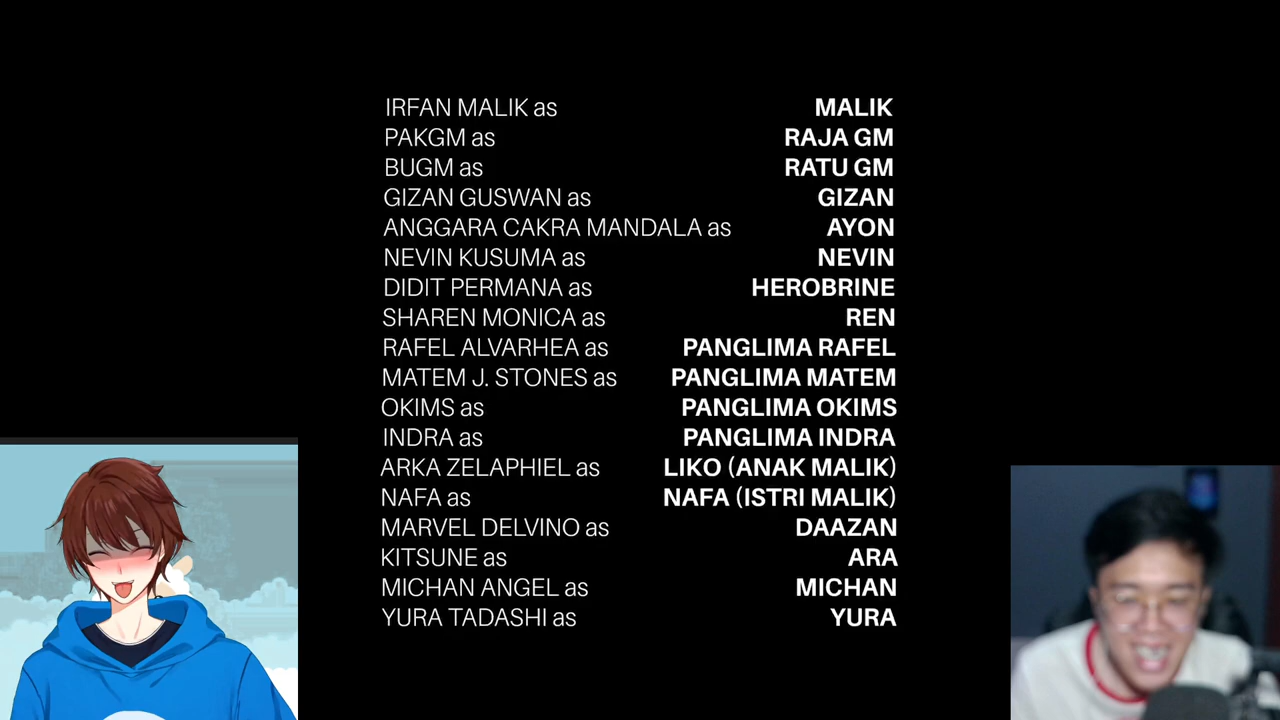 IRFAN MALIK as MALIK
PAKGM as RAJA GM
BUGM as RATU GM
GIZAN GUSWAN as GIZAN
ANGGARA CAKRA MANDALA as AYON
NEVIN KUSUMA as NEVIN
DIDIT PERMANA as HEROBRINE
SHAREN MONICA as REN
RAFEL ALVARHEA as PANGLIMA RAFEL
MATEM J. STONES as PANGLIMA MATEM
OKIMS as PANGLIMA OKIMS
INDRA as PANGLIMA INDRA
ARKA ZELAPHIEL as LIKO (ANAK MALIK)
NAFA as NAFA (ISTRI MALIK)
MARVEL DELVINO as DAAZAN
KITSUNE as ARA
MICHAN ANGEL as MICHAN
YURA TADASHI as YURA